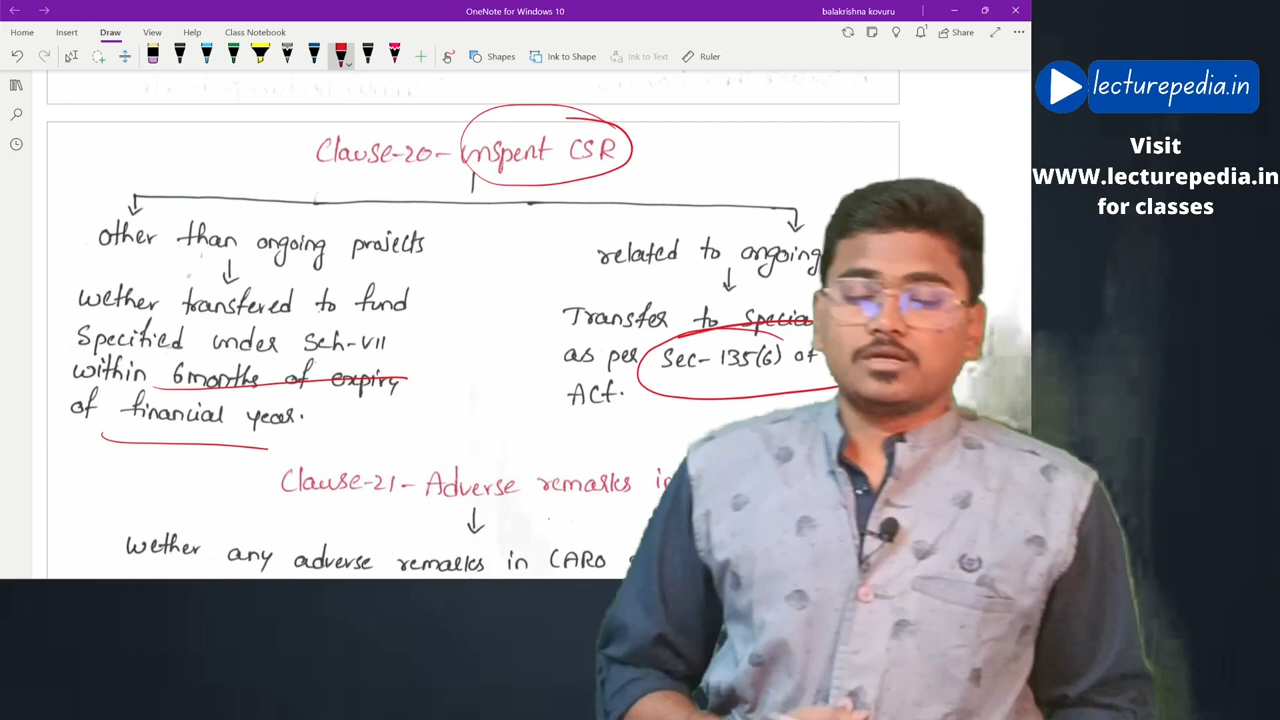 OneNote for Windows 10
balakrishna kovuru
Home Insert Draw View Help Class Notebook
Share
Shapes Ink to Shape Ink to Text Ruler
lecturepedia.in
Visit
WWW.lecturepedia.in
for classes
Clause-20- unspent CSR
other than ongoing projects
wether transferred to fund
Specified under Sch-VII
within 6months of expiry
of financial year.
related to ongoing
Transfer to Specia
as per Sec-135(6) of
ACt.
Clause-21- Adverse remarks in
wether any adverse remarks in CARO